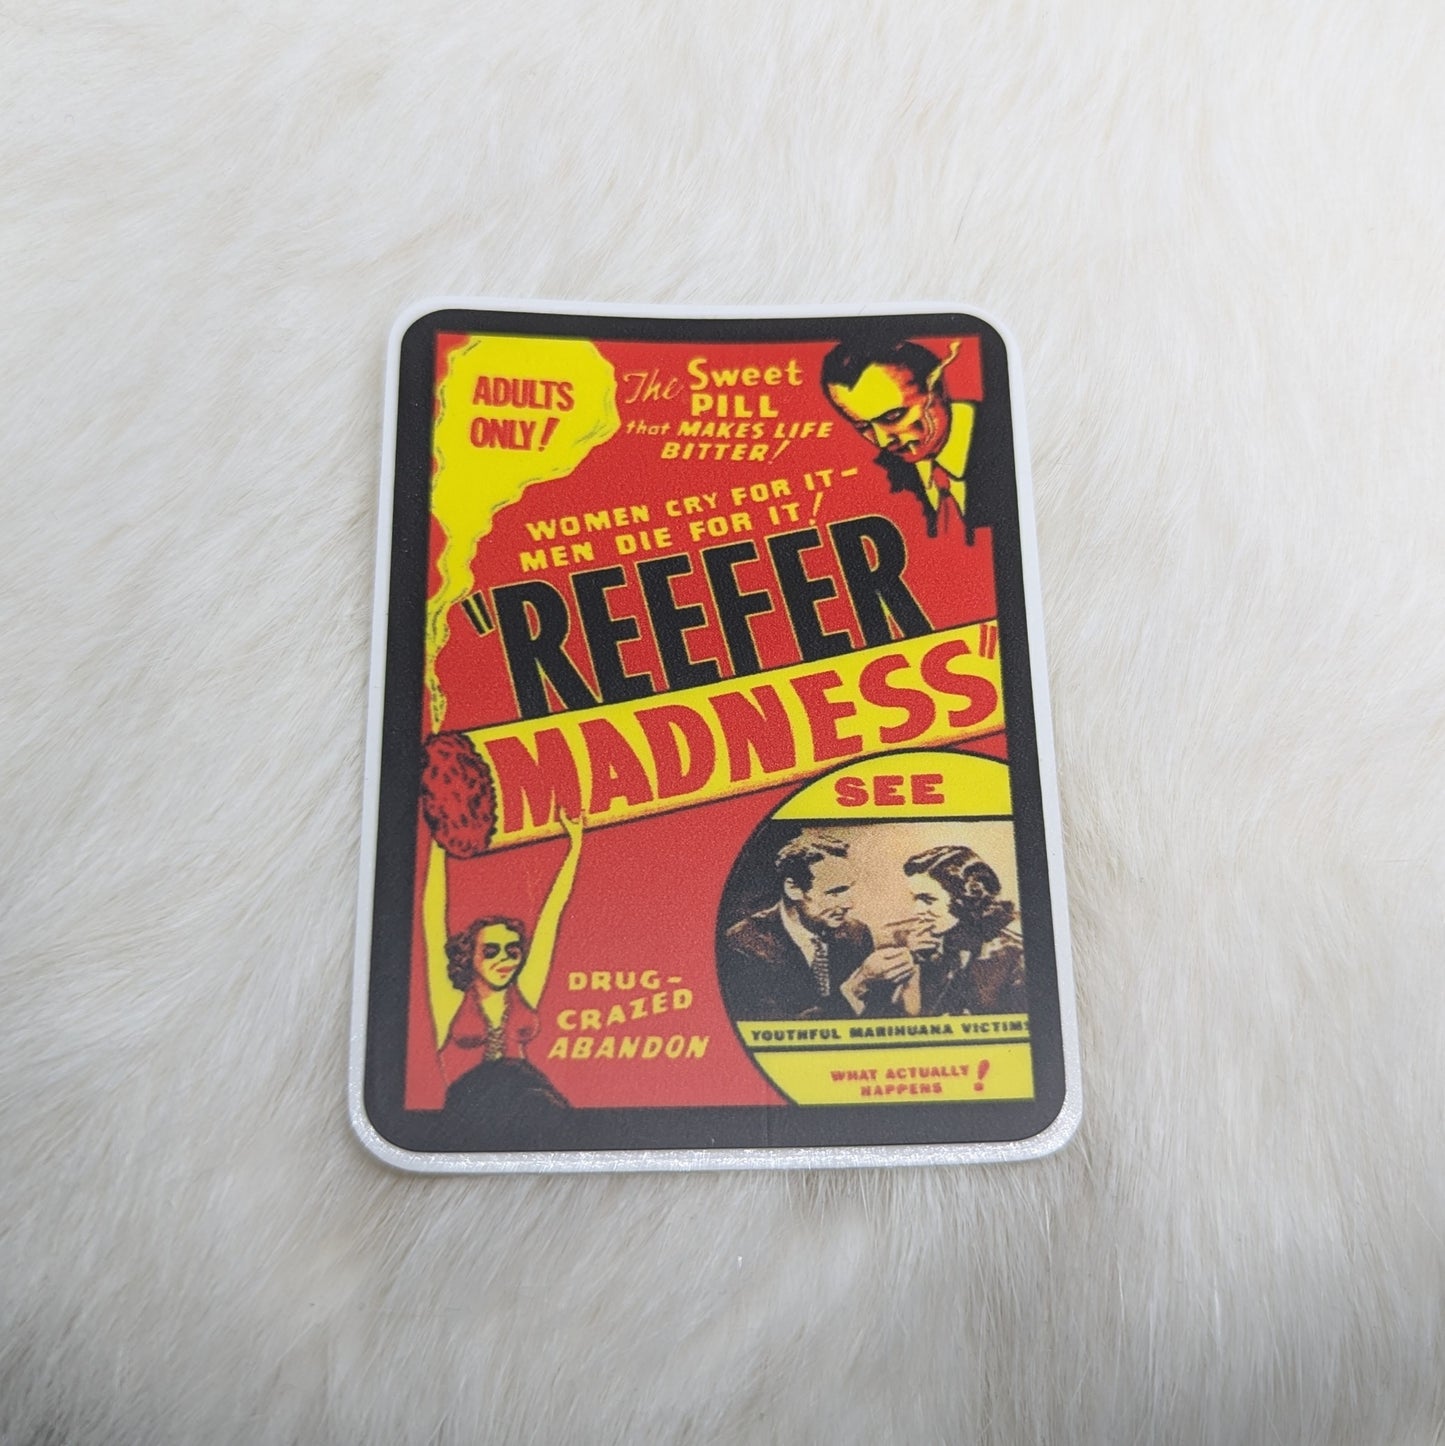 ADULTS
ONLY!
The Sweet
PILL
that MAKES LIFE
BITTER!
WOMEN CRY FOR IT-
MEN DIE FOR IT!
"REEFER
MADNESS"
SEE
DRUG-
CRAZED
ABANDON
YOUTHFUL MARIHUANA VICTIMS
WHAT ACTUALLY
HAPPENS!